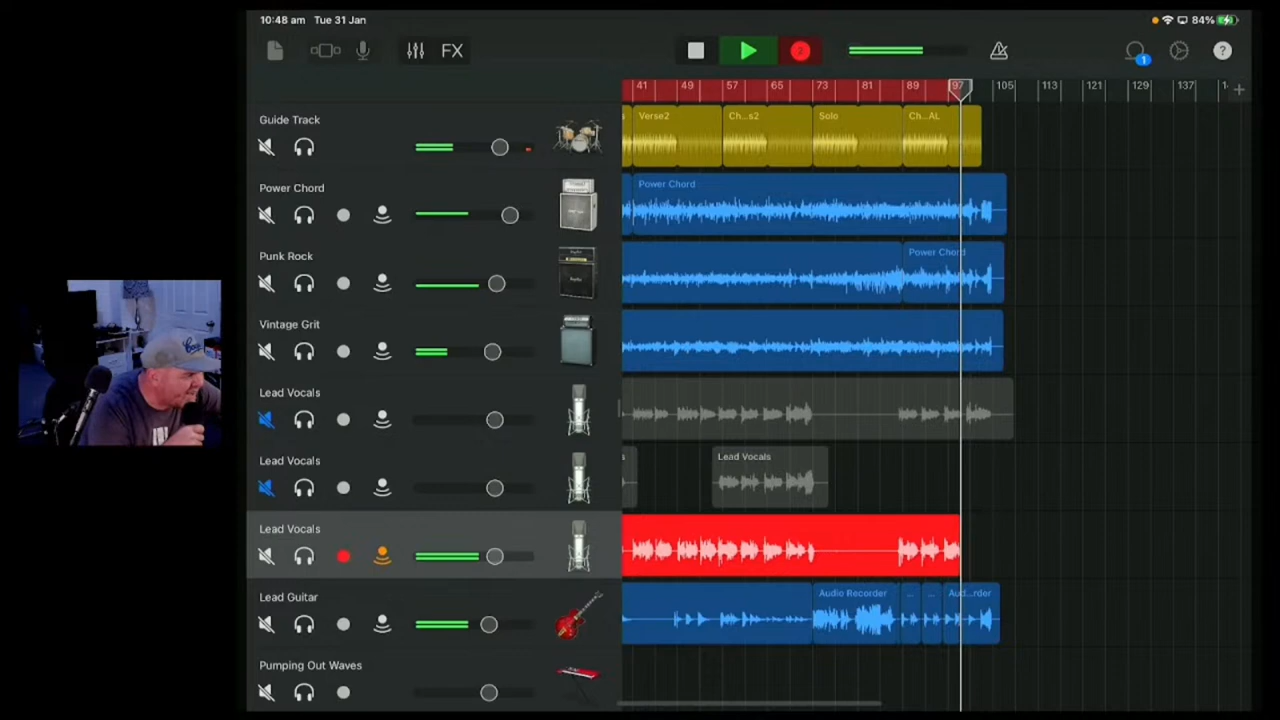 10:48 am Tue 31 Jan
84%
FX
1
?
41 49 57 65 73 81 89 97 105 113 121 129 137
+
Guide Track
s Verse2 Ch...s2 Solo Ch...AL
Power Chord
Power Chord
Punk Rock
Power Chord
Vintage Grit
Lead Vocals
Lead Vocals
s Lead Vocals
Lead Vocals
Lead Guitar
Audio Recorder ... ... Aud...rder
Pumping Out Waves